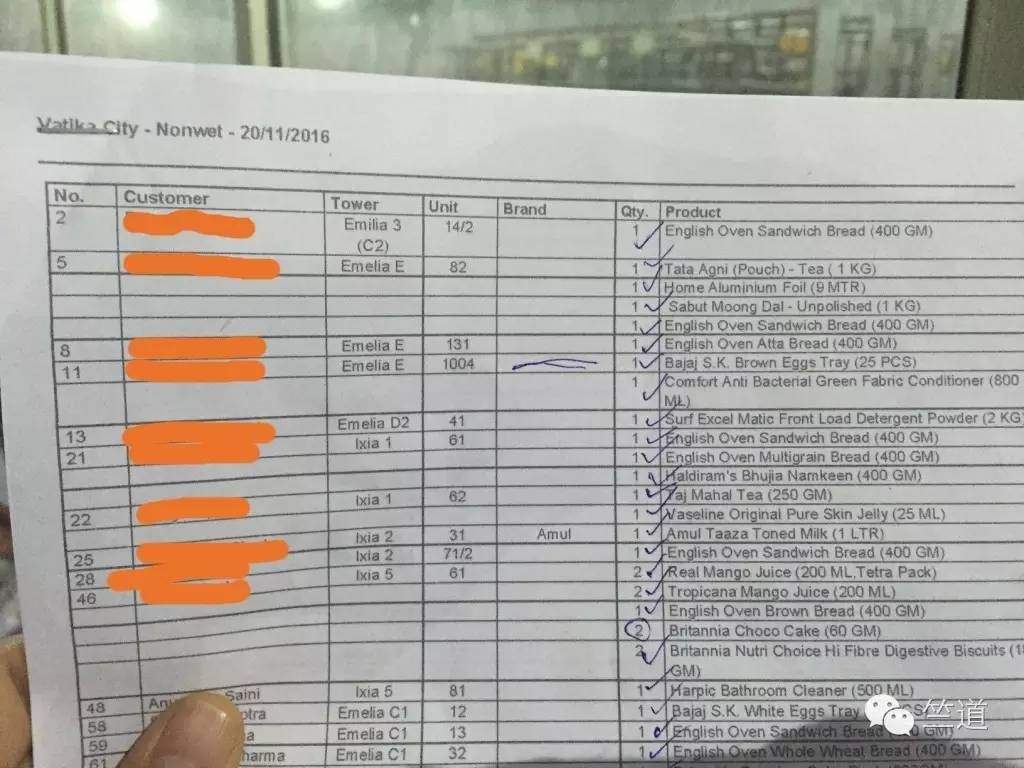 Vatika City - Nonwet - 20/11/2016
No. Customer Tower Unit Brand Qty. Product
2 Emilia 3 (C2) 14/2 1 English Oven Sandwich Bread (400 GM)
5 Emelia E 82 1 Tata Agni (Pouch) - Tea ( 1 KG)
1 Home Aluminium Foil (9 MTR)
1 Sabut Moong Dal - Unpolished (1 KG)
1 English Oven Sandwich Bread (400 GM)
8 Emelia E 131 1 English Oven Atta Bread (400 GM)
11 Emelia E 1004 1 Bajaj S.K. Brown Eggs Tray (25 PCS)
1 Comfort Anti Bacterial Green Fabric Conditioner (800
ML)
13 Emelia D2 41 1 Surf Excel Matic Front Load Detergent Powder (2 KG)
21 Ixia 1 61 1 English Oven Sandwich Bread (400 GM)
1 English Oven Multigrain Bread (400 GM)
1 Haldiram's Bhujia Namkeen (400 GM)
22 Ixia 1 62 1 Taj Mahal Tea (250 GM)
1 Vaseline Original Pure Skin Jelly (25 ML)
25 Ixia 2 31 Amul 1 Amul Taaza Toned Milk (1 LTR)
28 Ixia 2 71/2 1 English Oven Sandwich Bread (400 GM)
46 Ixia 5 61 2 Real Mango Juice (200 ML,Tetra Pack)
2 Tropicana Mango Juice (200 ML)
1 English Oven Brown Bread (400 GM)
2 Britannia Choco Cake (60 GM)
2 Britannia Nutri Choice Hi Fibre Digestive Biscuits (
GM)
48 Saini Ixia 5 81 1 Harpic Bathroom Cleaner (500 ML)
58 Emelia C1 12 1 Bajaj S.K. White Eggs Tray
59 Emelia C1 13 1 English Oven Sandwich Bread
61 Emelia C1 32 1 English Oven Whole Wheat Bread (400 GM)
竺道